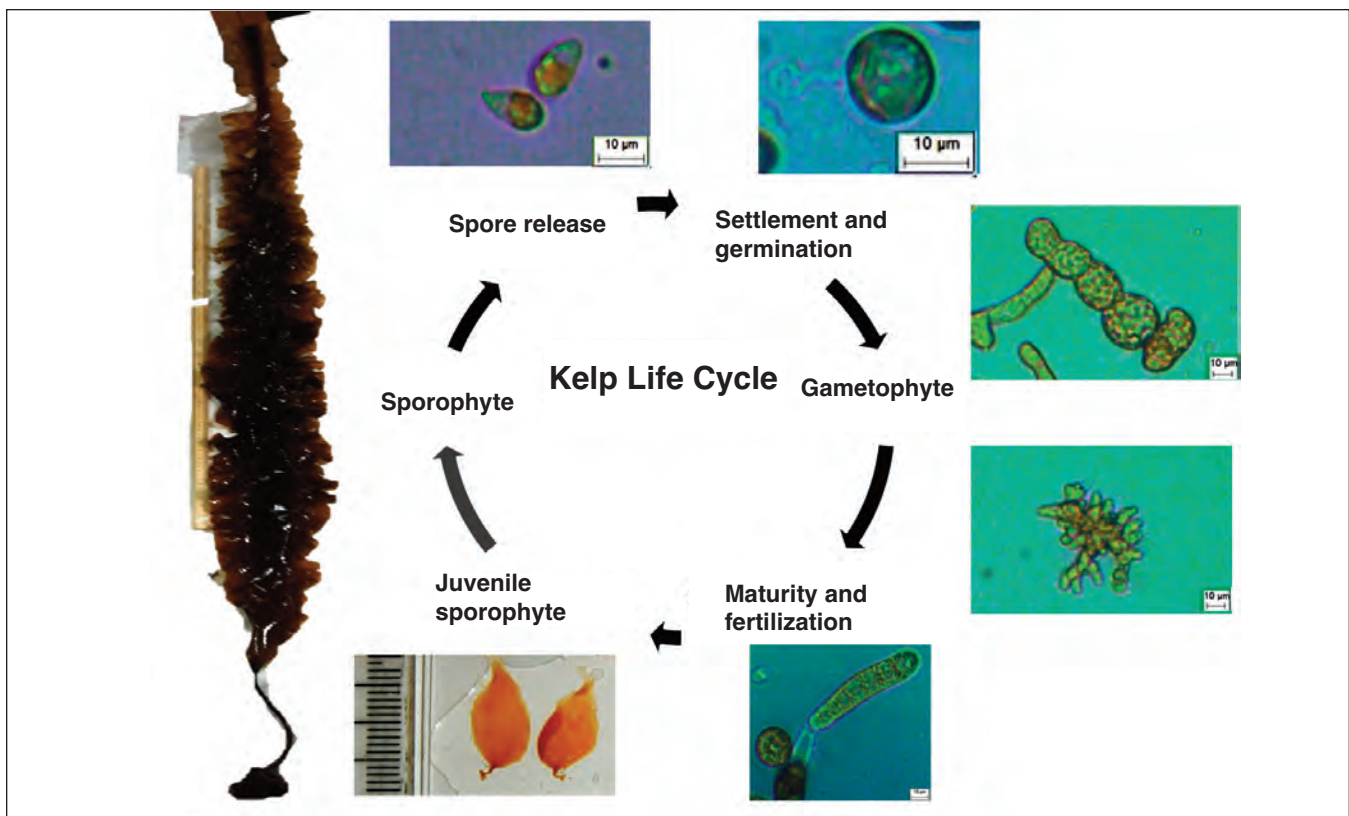 10 µm
10 µm
Spore release
Settlement and
germination
10 µm
Kelp Life Cycle
Sporophyte
Gametophyte
10 µm
Juvenile
sporophyte
Maturity and
fertilization